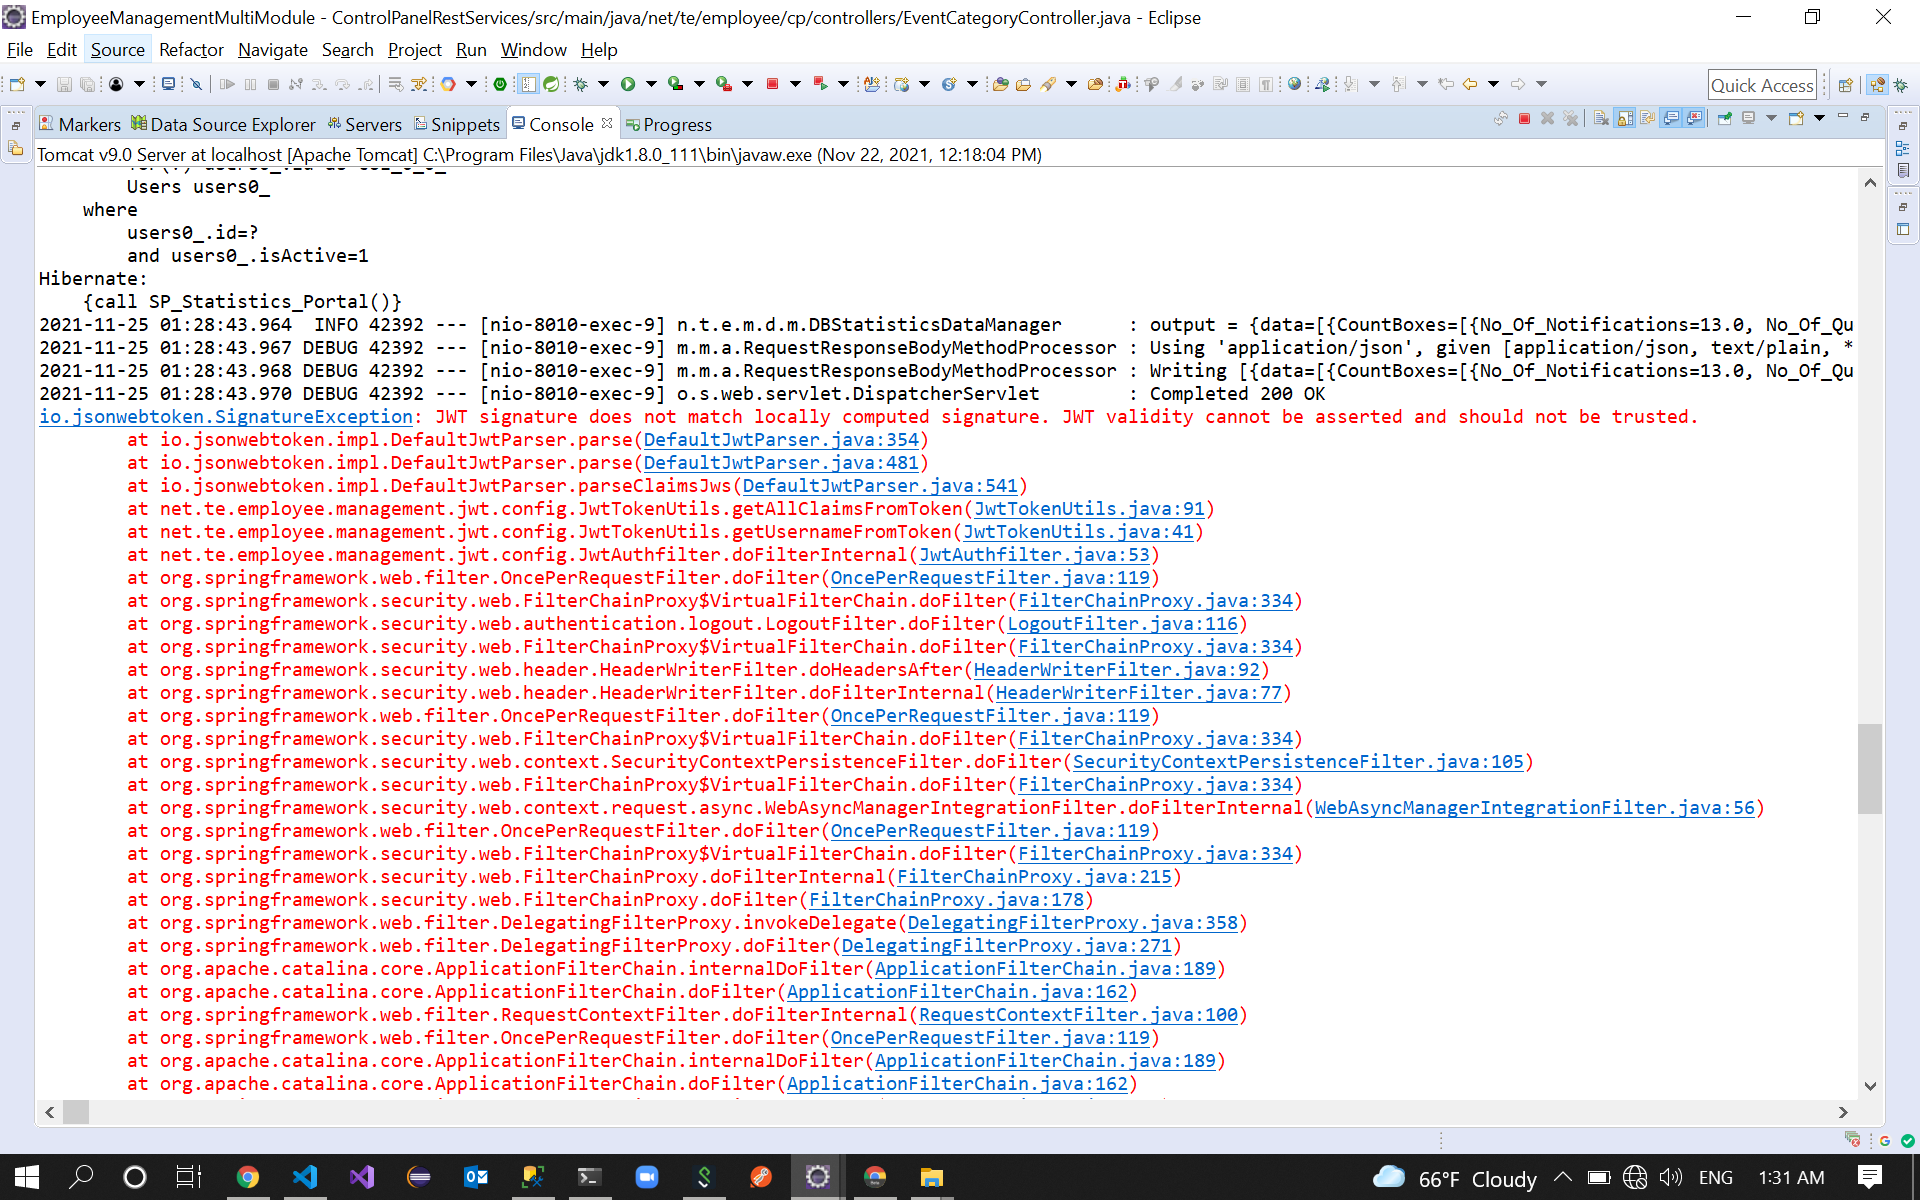 EmployeeManagementMultiModule - ControlPanelRestServices/src/main/java/net/te/employee/cp/controllers/EventCategoryController.java - Eclipse
File Edit Source Refactor Navigate Search Project Run Window Help
Quick Access
Markers Data Source Explorer Servers Snippets Console Progress
Tomcat v9.0 Server at localhost [Apache Tomcat] C:\Program Files\Java\jdk1.8.0_111\bin\javaw.exe (Nov 22, 2021, 12:18:04 PM)
Users users0_
where
users0_.id=?
and users0_.isActive=1
Hibernate:
{call SP_Statistics_Portal()}
2021-11-25 01:28:43.964  INFO 42392 --- [nio-8010-exec-9] n.t.e.m.d.m.DBStatisticsDataManager      : output = {data=[{CountBoxes=[{No_Of_Notifications=13.0, No_Of_Qu
2021-11-25 01:28:43.967 DEBUG 42392 --- [nio-8010-exec-9] m.m.a.RequestResponseBodyMethodProcessor : Using 'application/json', given [application/json, text/plain, *
2021-11-25 01:28:43.968 DEBUG 42392 --- [nio-8010-exec-9] m.m.a.RequestResponseBodyMethodProcessor : Writing [{data=[{CountBoxes=[{No_Of_Notifications=13.0, No_Of_Qu
2021-11-25 01:28:43.970 DEBUG 42392 --- [nio-8010-exec-9] o.s.web.servlet.DispatcherServlet        : Completed 200 OK
io.jsonwebtoken.SignatureException: JWT signature does not match locally computed signature. JWT validity cannot be asserted and should not be trusted.
at io.jsonwebtoken.impl.DefaultJwtParser.parse(DefaultJwtParser.java:354)
at io.jsonwebtoken.impl.DefaultJwtParser.parse(DefaultJwtParser.java:481)
at io.jsonwebtoken.impl.DefaultJwtParser.parseClaimsJws(DefaultJwtParser.java:541)
at net.te.employee.management.jwt.config.JwtTokenUtils.getAllClaimsFromToken(JwtTokenUtils.java:91)
at net.te.employee.management.jwt.config.JwtTokenUtils.getUsernameFromToken(JwtTokenUtils.java:41)
at net.te.employee.management.jwt.config.JwtAuthfilter.doFilterInternal(JwtAuthfilter.java:53)
at org.springframework.web.filter.OncePerRequestFilter.doFilter(OncePerRequestFilter.java:119)
at org.springframework.security.web.FilterChainProxy$VirtualFilterChain.doFilter(FilterChainProxy.java:334)
at org.springframework.security.web.authentication.logout.LogoutFilter.doFilter(LogoutFilter.java:116)
at org.springframework.security.web.FilterChainProxy$VirtualFilterChain.doFilter(FilterChainProxy.java:334)
at org.springframework.security.web.header.HeaderWriterFilter.doHeadersAfter(HeaderWriterFilter.java:92)
at org.springframework.security.web.header.HeaderWriterFilter.doFilterInternal(HeaderWriterFilter.java:77)
at org.springframework.web.filter.OncePerRequestFilter.doFilter(OncePerRequestFilter.java:119)
at org.springframework.security.web.FilterChainProxy$VirtualFilterChain.doFilter(FilterChainProxy.java:334)
at org.springframework.security.web.context.SecurityContextPersistenceFilter.doFilter(SecurityContextPersistenceFilter.java:105)
at org.springframework.security.web.FilterChainProxy$VirtualFilterChain.doFilter(FilterChainProxy.java:334)
at org.springframework.security.web.context.request.async.WebAsyncManagerIntegrationFilter.doFilterInternal(WebAsyncManagerIntegrationFilter.java:56)
at org.springframework.web.filter.OncePerRequestFilter.doFilter(OncePerRequestFilter.java:119)
at org.springframework.security.web.FilterChainProxy$VirtualFilterChain.doFilter(FilterChainProxy.java:334)
at org.springframework.security.web.FilterChainProxy.doFilterInternal(FilterChainProxy.java:215)
at org.springframework.security.web.FilterChainProxy.doFilter(FilterChainProxy.java:178)
at org.springframework.web.filter.DelegatingFilterProxy.invokeDelegate(DelegatingFilterProxy.java:358)
at org.springframework.web.filter.DelegatingFilterProxy.doFilter(DelegatingFilterProxy.java:271)
at org.apache.catalina.core.ApplicationFilterChain.internalDoFilter(ApplicationFilterChain.java:189)
at org.apache.catalina.core.ApplicationFilterChain.doFilter(ApplicationFilterChain.java:162)
at org.springframework.web.filter.RequestContextFilter.doFilterInternal(RequestContextFilter.java:100)
at org.springframework.web.filter.OncePerRequestFilter.doFilter(OncePerRequestFilter.java:119)
at org.apache.catalina.core.ApplicationFilterChain.internalDoFilter(ApplicationFilterChain.java:189)
at org.apache.catalina.core.ApplicationFilterChain.doFilter(ApplicationFilterChain.java:162)
66°F Cloudy ENG 1:31 AM